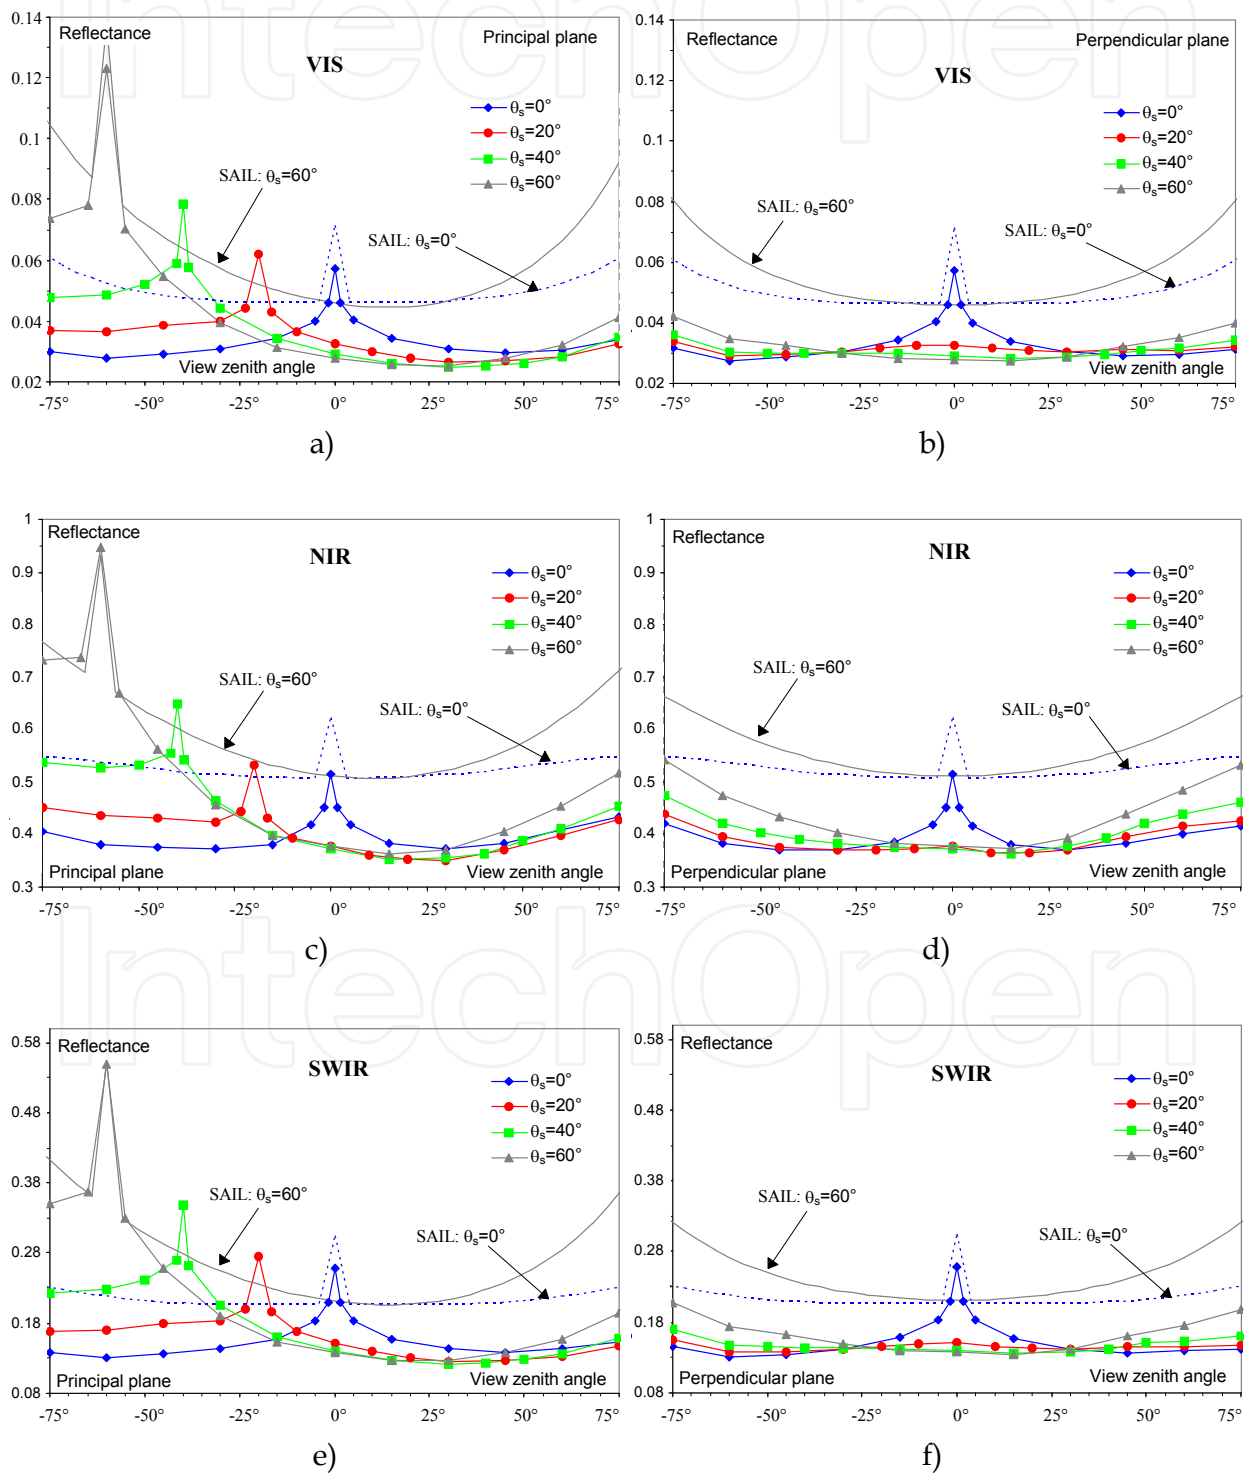 Reflectance
Principal plane
VIS
θs=0°
θs=20°
θs=40°
θs=60°
SAIL: θs=60°
SAIL: θs=0°
View zenith angle
0.14
0.12
0.1
0.08
0.06
0.04
0.02
-75°
-50°
-25°
0°
25°
50°
75°
a)
Reflectance
Perpendicular plane
VIS
θs=0°
θs=20°
θs=40°
θs=60°
SAIL: θs=60°
SAIL: θs=0°
View zenith angle
0.14
0.12
0.1
0.08
0.06
0.04
0.02
-75°
-50°
-25°
0°
25°
50°
75°
b)
Reflectance
NIR
θs=0°
θs=20°
θs=40°
θs=60°
SAIL: θs=60°
SAIL: θs=0°
Principal plane
View zenith angle
1
0.9
0.8
0.7
0.6
0.5
0.4
0.3
-75°
-50°
-25°
0°
25°
50°
75°
c)
Reflectance
NIR
θs=0°
θs=20°
θs=40°
θs=60°
SAIL: θs=60°
SAIL: θs=0°
Perpendicular plane
View zenith angle
1
0.9
0.8
0.7
0.6
0.5
0.4
0.3
-75°
-50°
-25°
0°
25°
50°
75°
d)
Reflectance
SWIR
θs=0°
θs=20°
θs=40°
θs=60°
SAIL: θs=60°
SAIL: θs=0°
Principal plane
View zenith angle
0.58
0.48
0.38
0.28
0.18
0.08
-75°
-50°
-25°
0°
25°
50°
75°
e)
Reflectance
SWIR
θs=0°
θs=20°
θs=40°
θs=60°
SAIL: θs=60°
SAIL: θs=0°
Perpendicular plane
View zenith angle
0.58
0.48
0.38
0.28
0.18
0.08
-75°
-50°
-25°
0°
25°
50°
75°
f)
IntechOpen
IntechOpen
IntechOpen